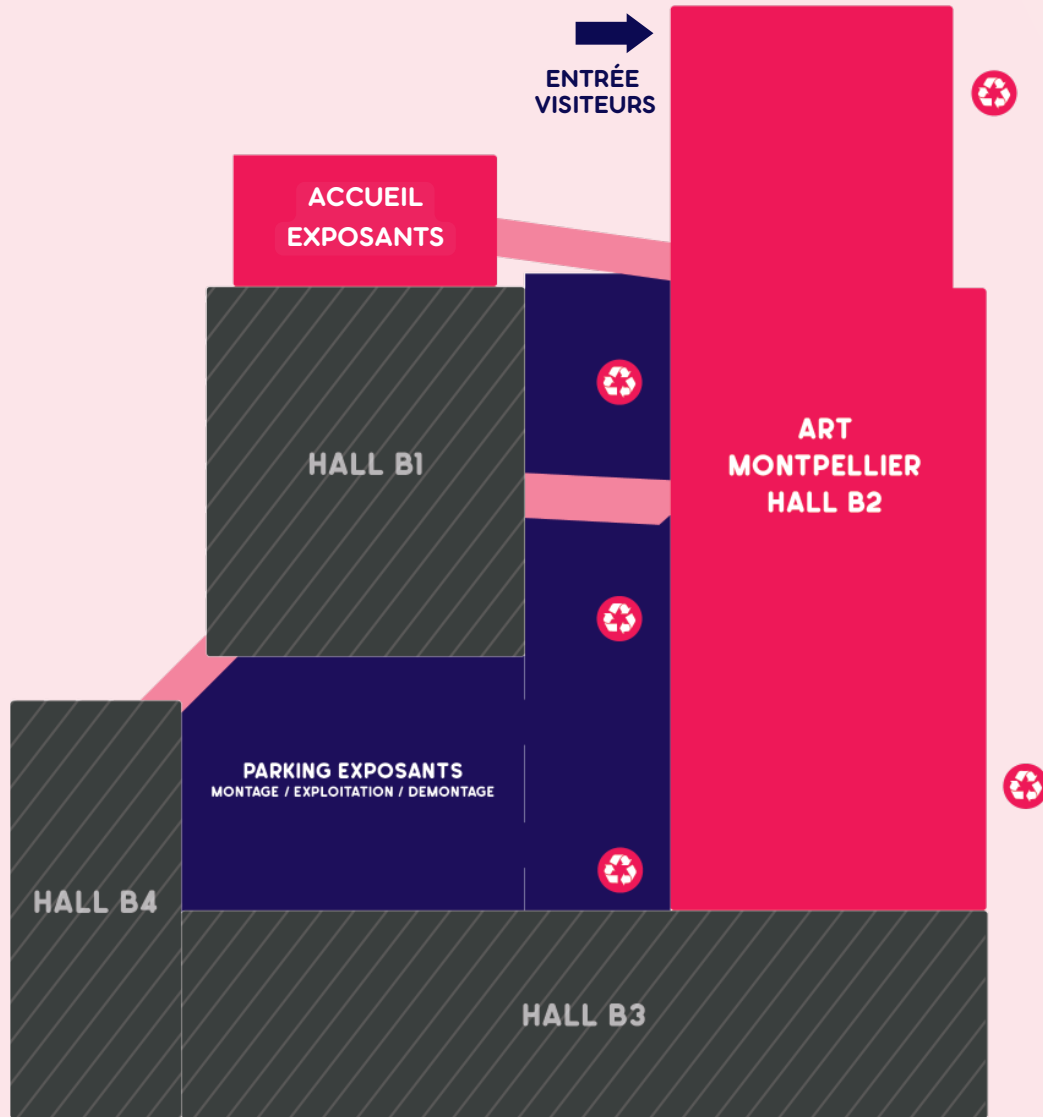 ENTRÉE
VISITEURS
ACCUEIL
EXPOSANTS
HALL B1
ART
MONTPELLIER
HALL B2
PARKING EXPOSANTS
MONTAGE / EXPLOITATION / DEMONTAGE
HALL B4
HALL B3